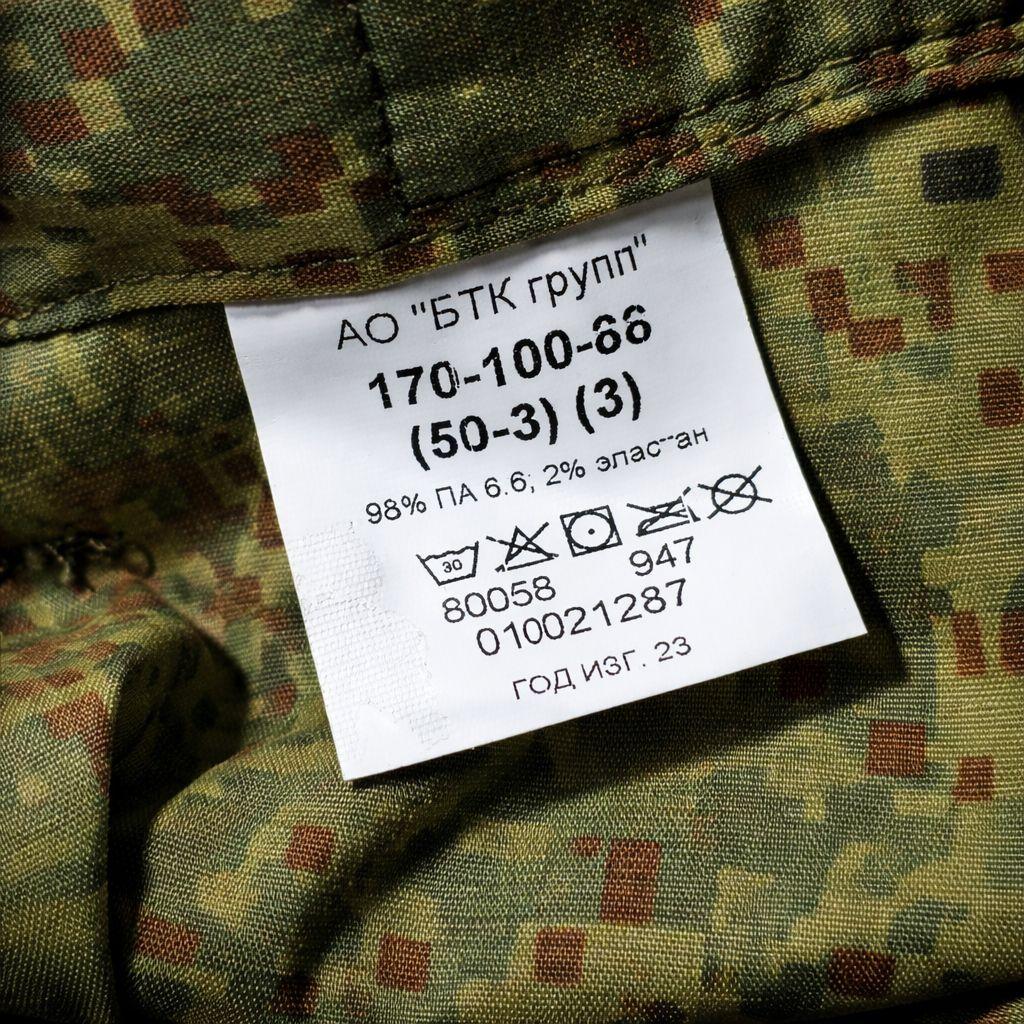 АО "БТК групп"
170-100-88
(50-3) (3)
98% ПА 6.6; 2% эластан
30
80058 947
010021287
ГОД ИЗГ. 23